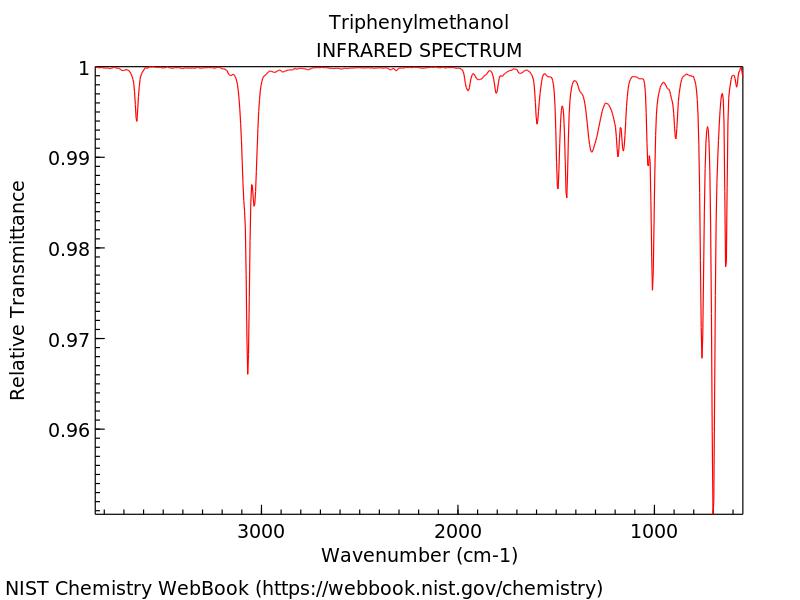 Triphenylmethanol
INFRARED SPECTRUM
1
0.99
0.98
0.97
0.96
Relative Transmittance
3000 2000 1000
Wavenumber (cm-1)
NIST Chemistry WebBook (https://webbook.nist.gov/chemistry)